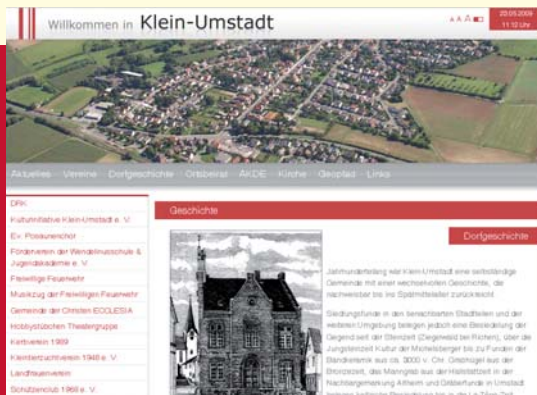 Willkommen in Klein-Umstadt
A A A
20.05.2009
11:12 Uhr
Aktuelles Vereine Dorfgeschichte Ortsbeirat AKDE Kirche Geopfad Links
DRK
Kulturinitiative Klein-Umstadt e. V.
Ev. Posaunenchor
Förderverein der Wendelinusschule &
Jugendakademie e. V.
Freiwillige Feuerwehr
Musikzug der Freiwilligen Feuerwehr
Gemeinde der Christen ECCLESIA
Hobbystübchen Theatergruppe
Kerbverein 1999
Kleintierzuchtverein 1946 e. V.
Landfrauenverein
Schützenclub 1966 e. V.
Geschichte
Dorfgeschichte
Jahrhundertelang war Klein-Umstadt eine selbständige
Gemeinde mit einer wechselvollen Geschichte, die
nachweisbar bis ins Spätmittelalter zurückreicht.
Siedlungsfunde in den benachbarten Stadtteilen und der
weiteren Umgebung belegen jedoch eine Besiedelung der
Gegend seit der Steinzeit (Ziegenwald bei Richen), über die
Jungsteinzeit Kultur der Michelsberger bis zu Funden der
Bandkeramik aus ca. 3000 v. Chr. Grabhügel aus der
Bronzezeit, das Manngrab aus der Hallstattzeit in der
Nachbargemarkung Altheim und Gräberfunde in Umstadt